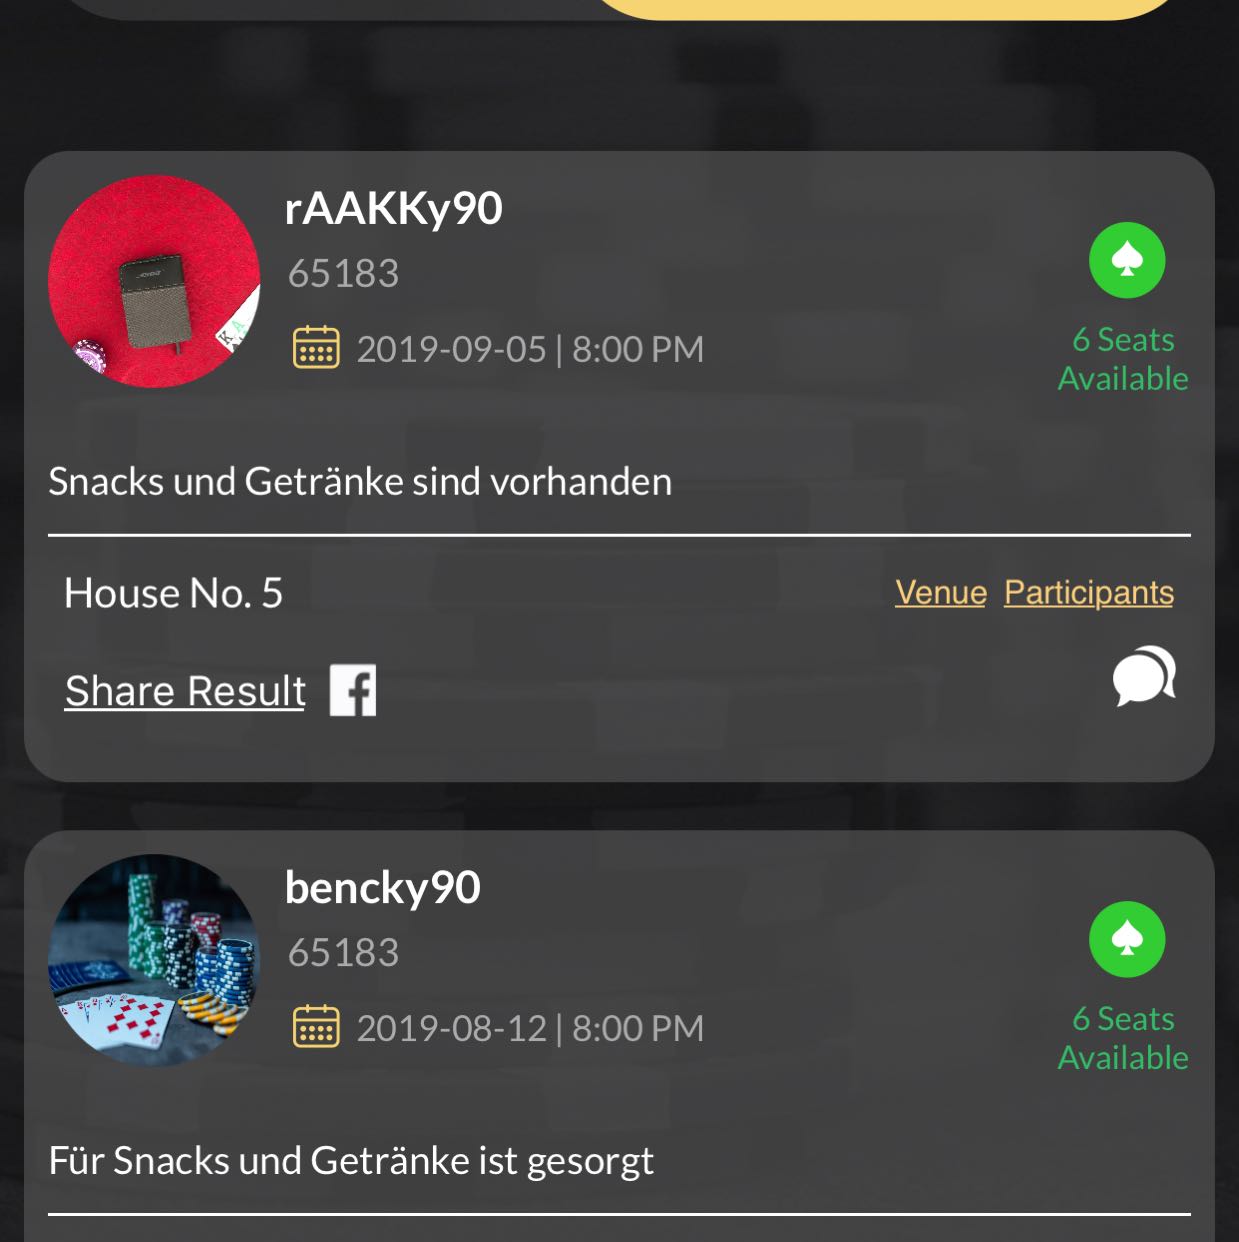 rAAKKy90
65183
2019-09-05 | 8:00 PM
6 Seats
Available
Snacks und Getränke sind vorhanden
House No. 5
Venue Participants
Share Result
bencky90
65183
2019-08-12 | 8:00 PM
6 Seats
Available
Für Snacks und Getränke ist gesorgt